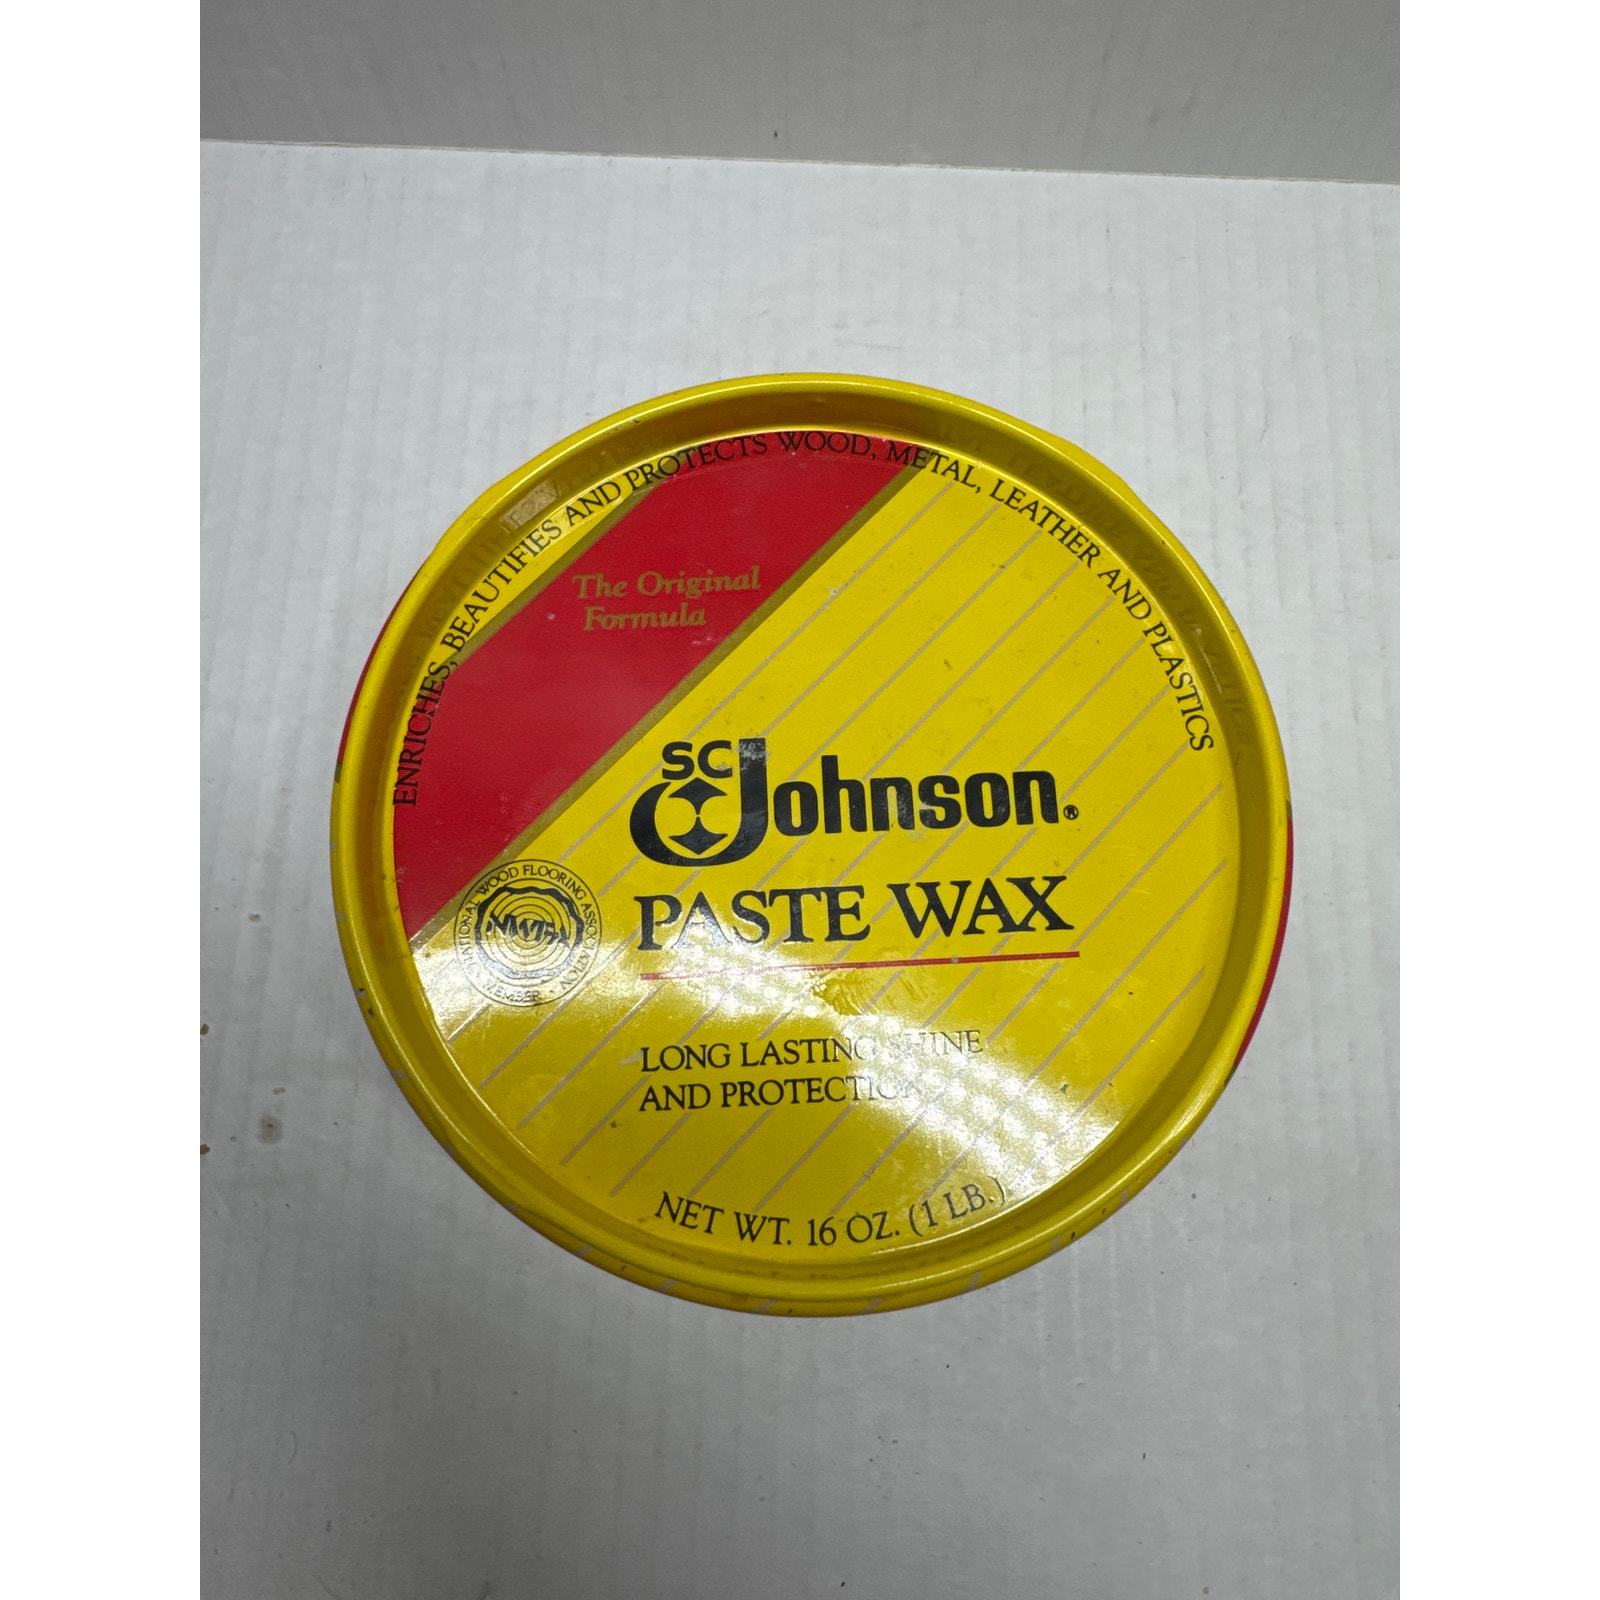 ENRICHES, BEAUTIFIES AND PROTECTS WOOD, METAL, LEATHER AND PLASTICS
The Original
Formula
SC Johnson®
PASTE WAX
NATIONAL WOOD FLOORING ASSOCIATION
NWFA
· MEMBER ·
LONG LASTING SHINE
AND PROTECTION
NET WT. 16 OZ. (1 LB.)